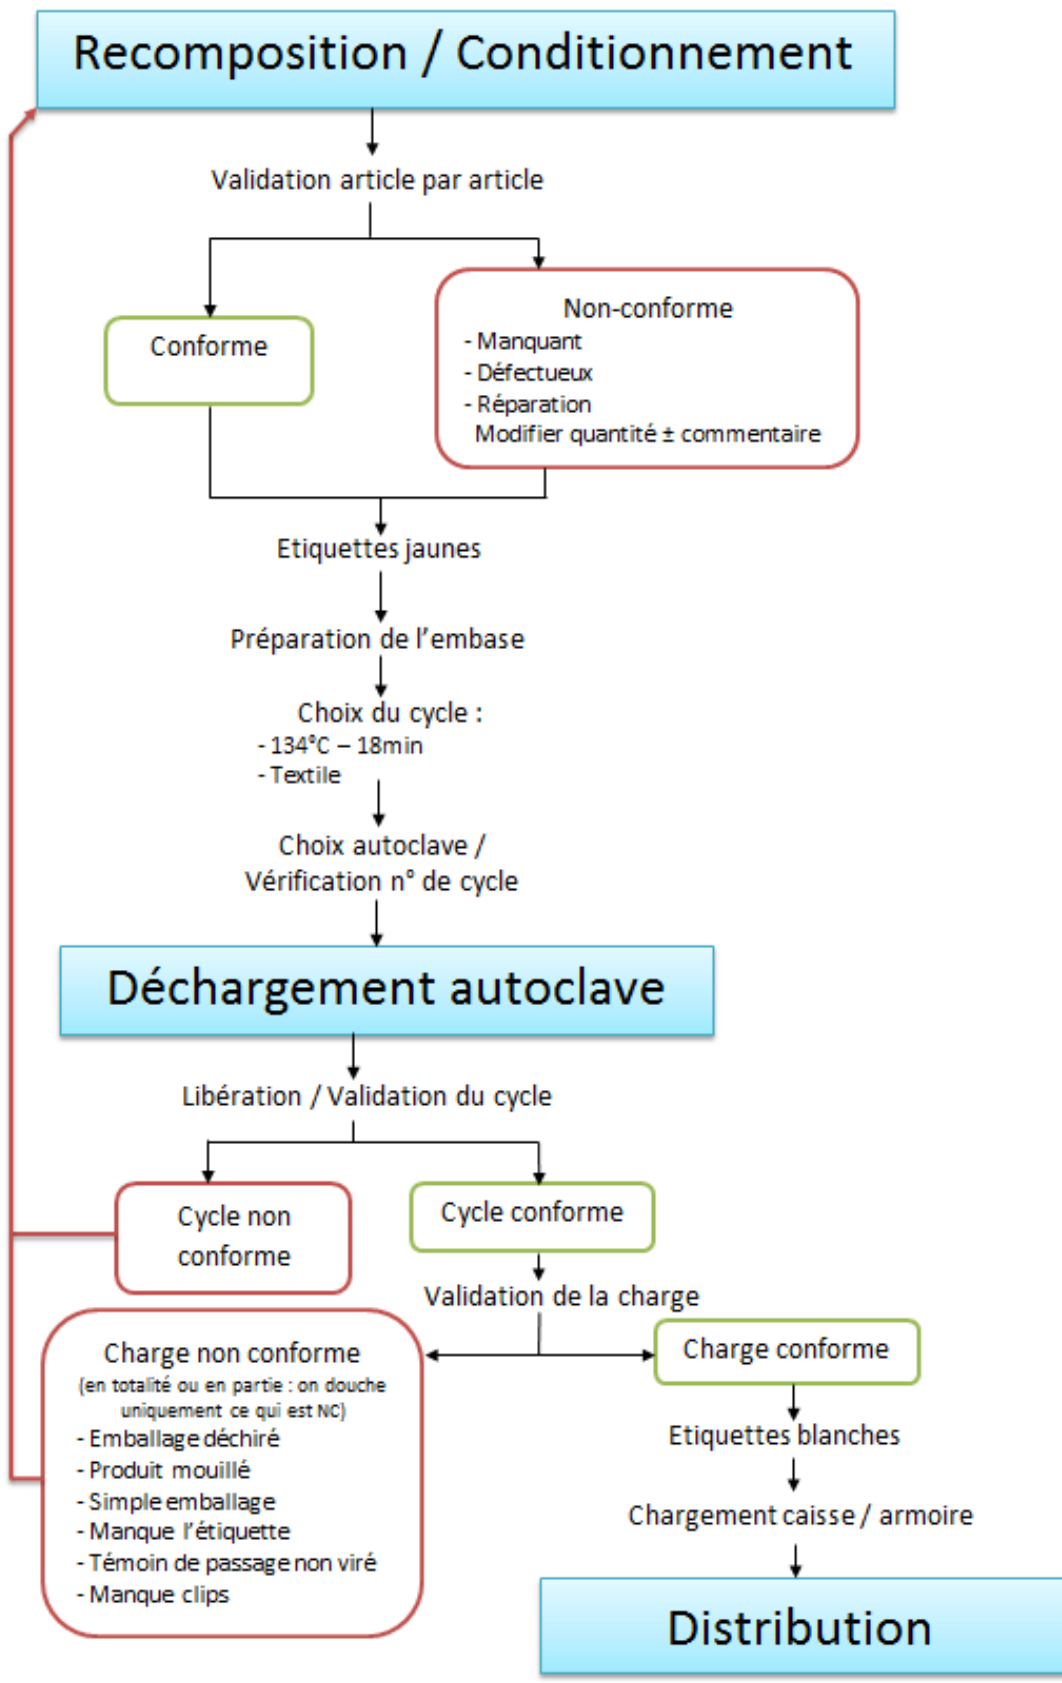 Recomposition / Conditionnement
Validation article par article
Conforme
Non-conforme
- Manquant
- Défectueux
- Réparation
Modifier quantité ± commentaire
Etiquettes jaunes
Préparation de l'embase
Choix du cycle :
- 134°C – 18min
- Textile
Choix autoclave /
Vérification n° de cycle
Déchargement autoclave
Libération / Validation du cycle
Cycle non
conforme
Cycle conforme
Validation de la charge
Charge non conforme
(en totalité ou en partie : on douche
uniquement ce qui est NC)
- Emballage déchiré
- Produit mouillé
- Simple emballage
- Manque l'étiquette
- Témoin de passage non viré
- Manque clips
Charge conforme
Etiquettes blanches
Chargement caisse / armoire
Distribution